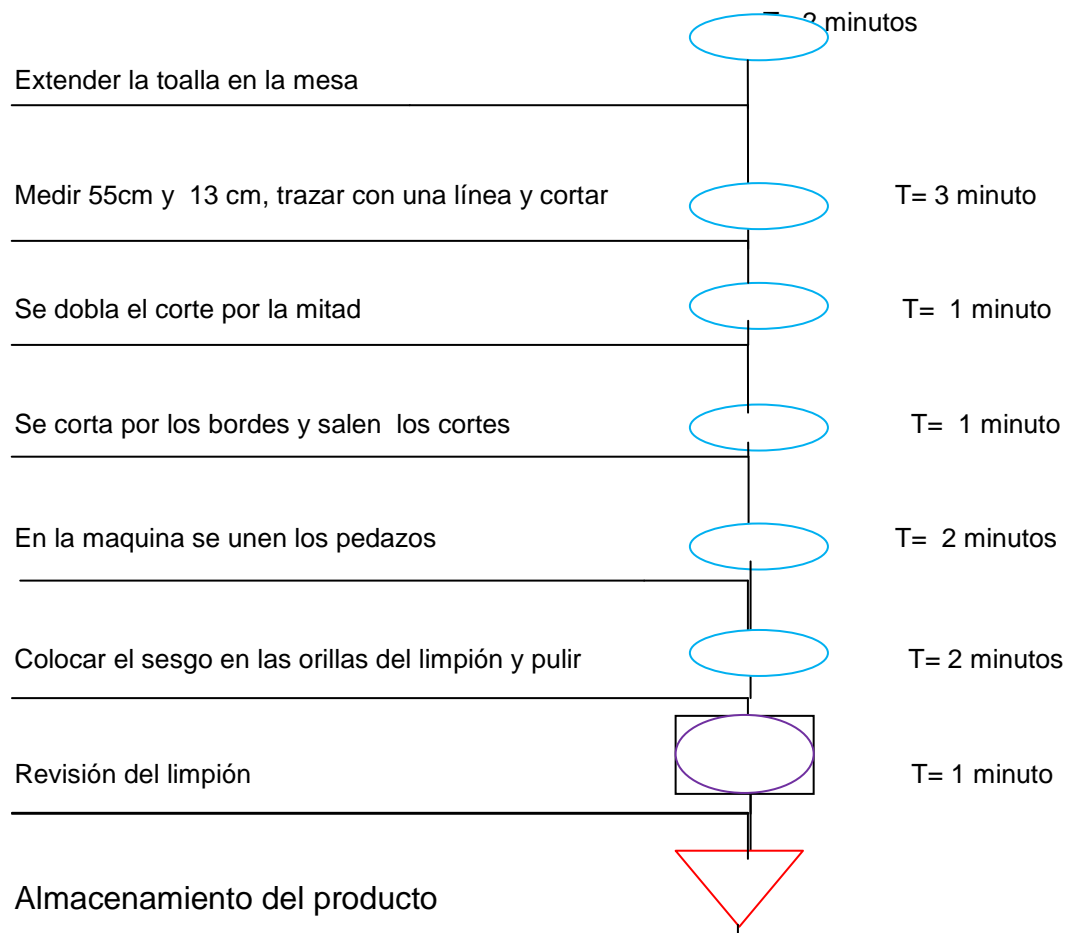 T= 2 minutos
Extender la toalla en la mesa
Medir 55cm y  13 cm, trazar con una línea y cortar T= 3 minuto
Se dobla el corte por la mitad T=  1 minuto
Se corta por los bordes y salen  los cortes T=  1 minuto
En la maquina se unen los pedazos T=  2 minutos
Colocar el sesgo en las orillas del limpión y pulir T= 2 minutos
Revisión del limpión T= 1 minuto
Almacenamiento del producto